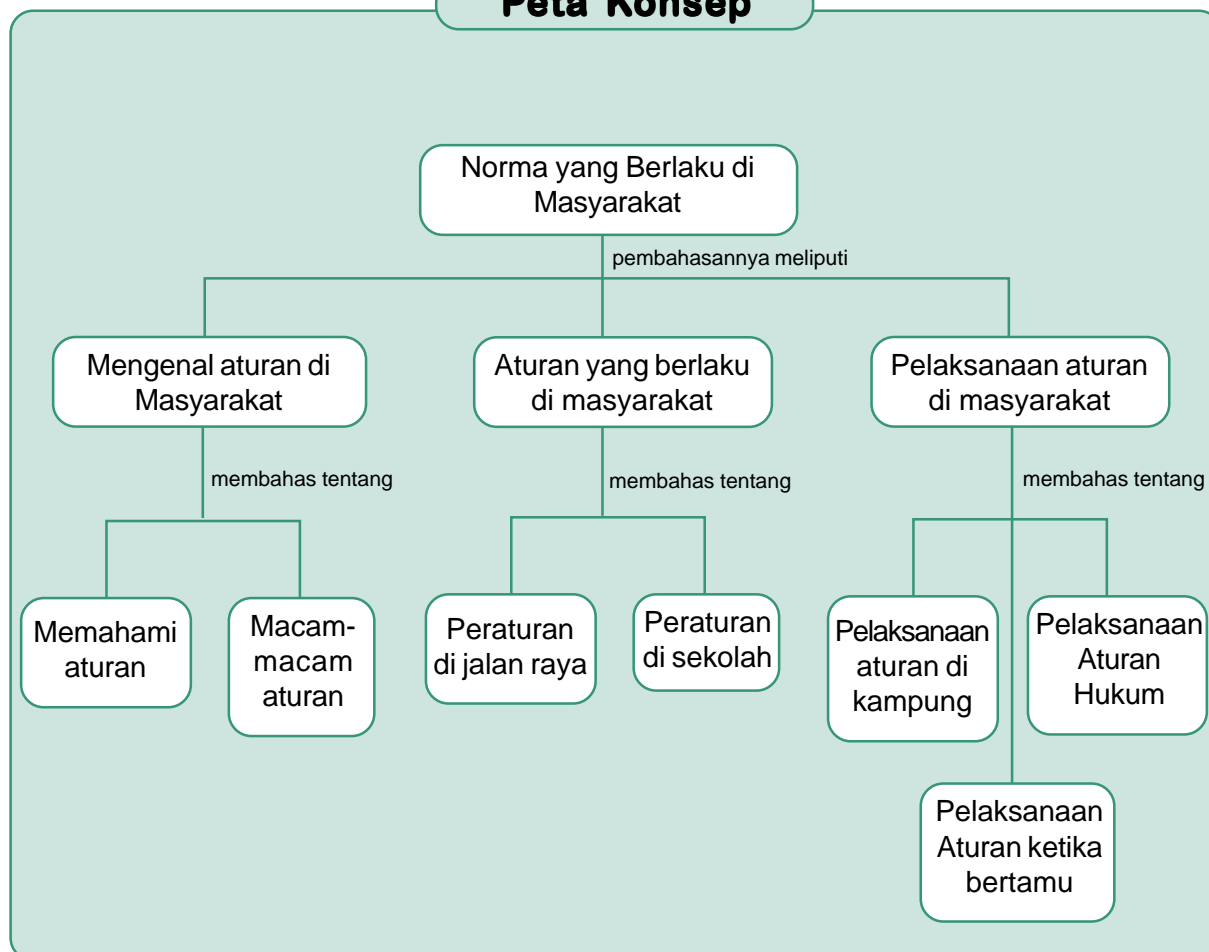 Peta Konsep
Norma yang Berlaku di
Masyarakat
pembahasannya meliputi
Mengenal aturan di
Masyarakat
Aturan yang berlaku
di masyarakat
Pelaksanaan aturan
di masyarakat
membahas tentang
membahas tentang
membahas tentang
Memahami
aturan
Macam-
macam
aturan
Peraturan
di jalan raya
Peraturan
di sekolah
Pelaksanaan
aturan di
kampung
Pelaksanaan
Aturan
Hukum
Pelaksanaan
Aturan ketika
bertamu